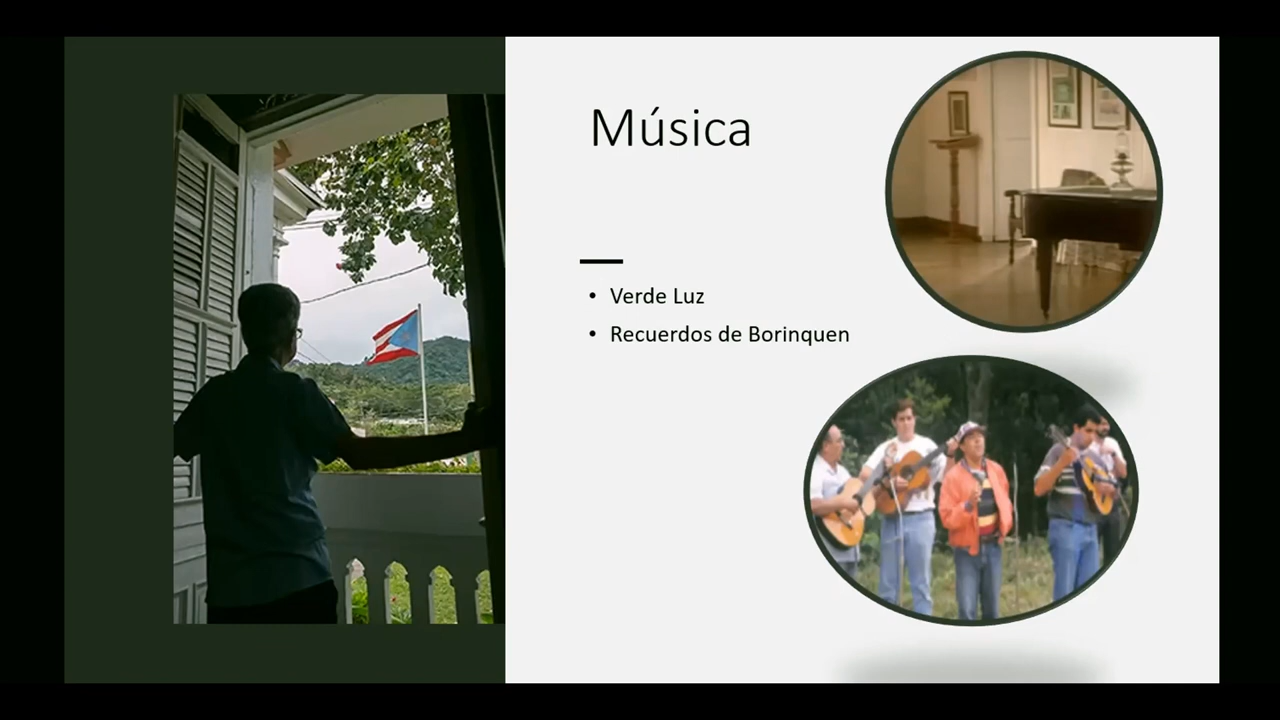 Música
• Verde Luz
• Recuerdos de Borinquen